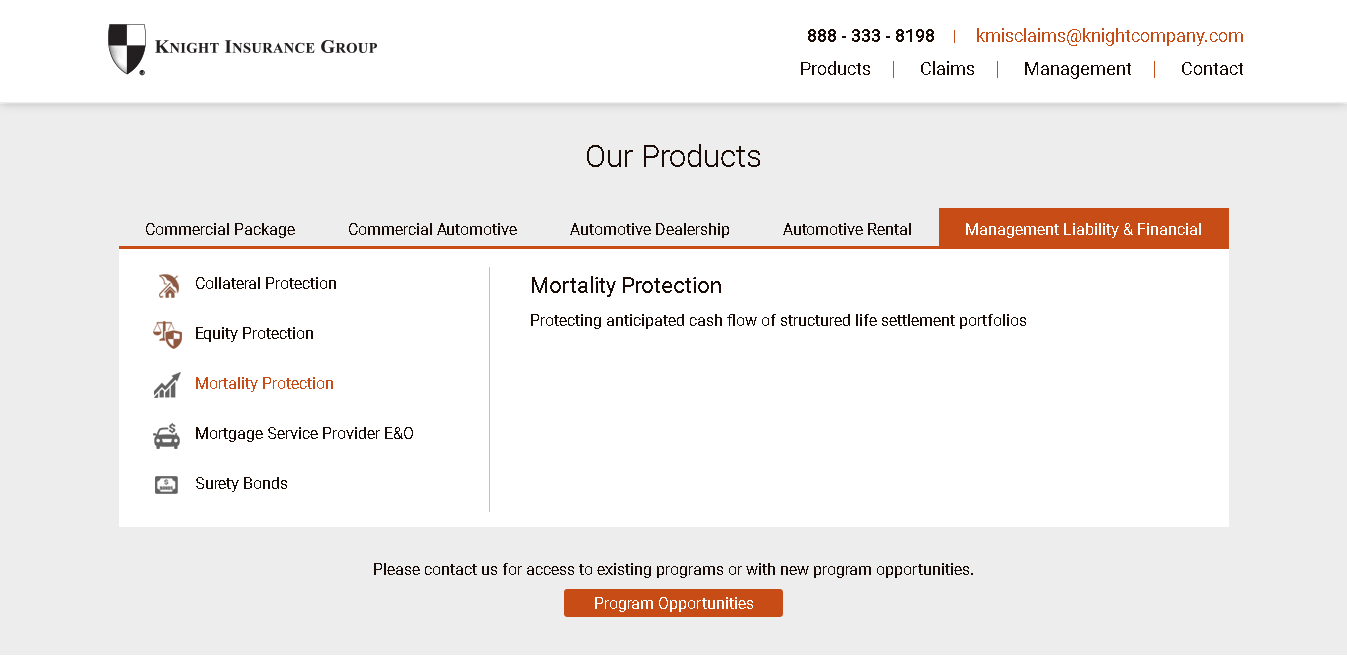 KNIGHT INSURANCE GROUP
888 - 333 - 8198 | kmisclaims@knightcompany.com
Products | Claims | Management | Contact
Our Products
Commercial Package Commercial Automotive Automotive Dealership Automotive Rental Management Liability & Financial
Collateral Protection
Equity Protection
Mortality Protection
Mortgage Service Provider E&O
Surety Bonds
Mortality Protection
Protecting anticipated cash flow of structured life settlement portfolios
Please contact us for access to existing programs or with new program opportunities.
Program Opportunities